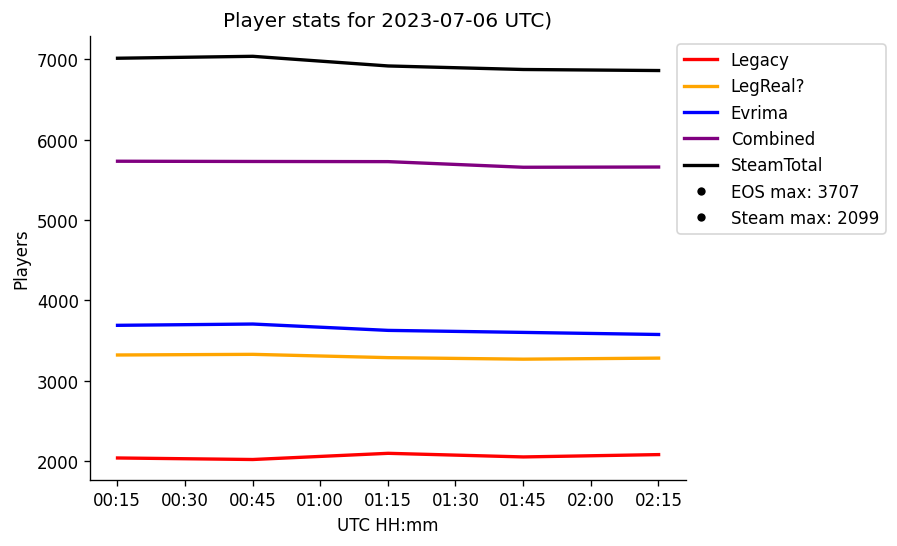 Player stats for 2023-07-06 UTC)
7000
6000
5000
4000
3000
2000
Players
00:15 00:30 00:45 01:00 01:15 01:30 01:45 02:00 02:15
UTC HH:mm
Legacy
LegReal?
Evrima
Combined
SteamTotal
EOS max: 3707
Steam max: 2099